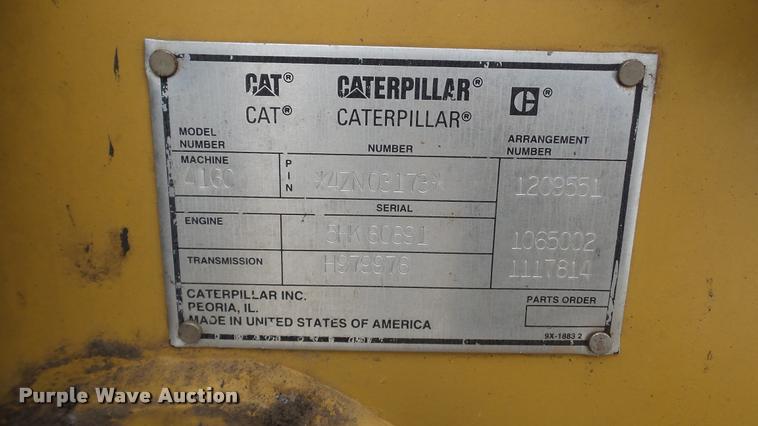 CAT® CATERPILLAR® C®
CAT® CATERPILLAR®
MODEL NUMBER NUMBER ARRANGEMENT NUMBER
MACHINE 416C PIN *4ZN03173* 1209551
SERIAL
ENGINE 5HK60891 1065002
TRANSMISSION H979976 1117814
CATERPILLAR INC. PARTS ORDER
PEORIA, IL.
MADE IN UNITED STATES OF AMERICA
9X-1883 2
Purple Wave Auction